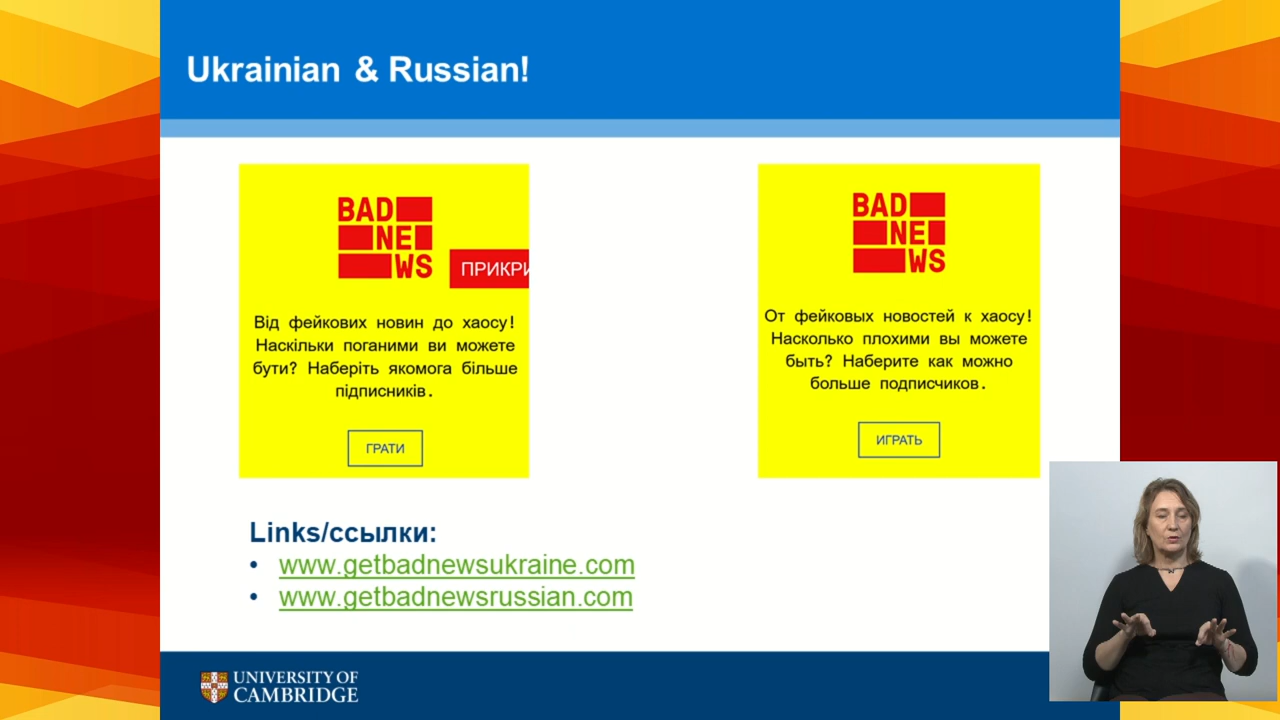 Ukrainian & Russian!
BAD
NE
WS
ПРИКРИ
Від фейкових новин до хаосу!
Наскільки поганими ви можете
бути? Наберіть якомога більше
підписників.
ГРАТИ
BAD
NE
WS
От фейковых новостей к хаосу!
Насколько плохими вы можете
быть? Наберите как можно
больше подписчиков.
ИГРАТЬ
Links/ссылки:
• www.getbadnewsukraine.com
• www.getbadnewsrussian.com
UNIVERSITY OF
CAMBRIDGE